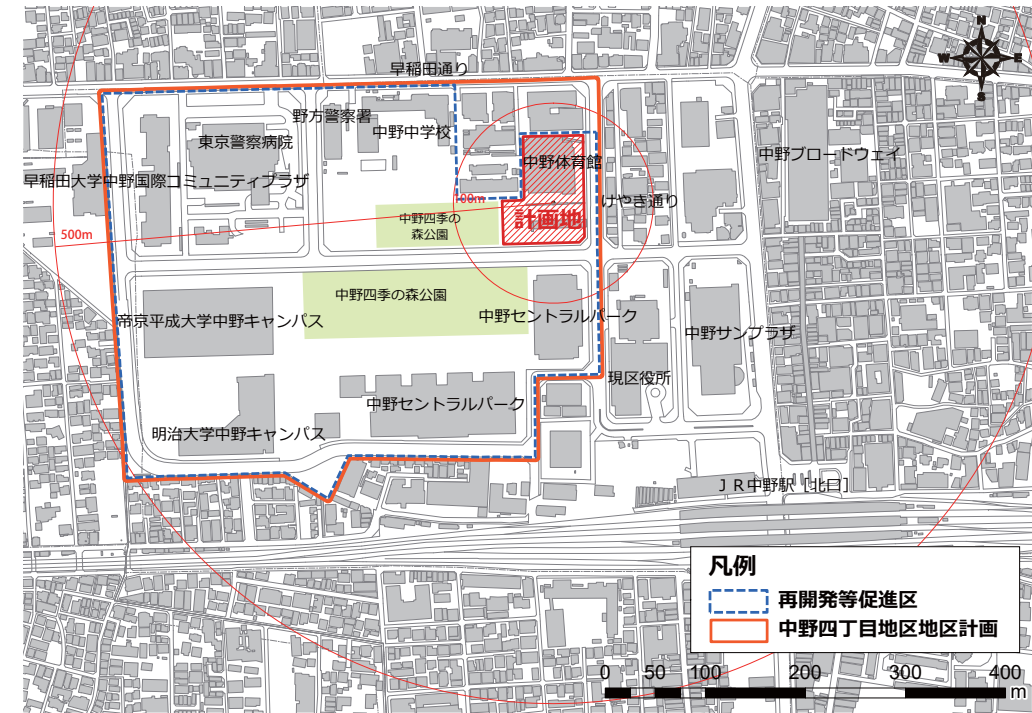 N
W
E
S
早稲田通り
野方警察署
中野中学校
東京警察病院
中野体育館
中野ブロードウェイ
早稲田大学中野国際コミュニティプラザ
100m
けやき通り
中野四季の
森公園
計画地
500m
中野四季の森公園
中野セントラルパーク
帝京平成大学中野キャンパス
中野サンプラザ
現区役所
中野セントラルパーク
明治大学中野キャンパス
ＪＲ中野駅［北口］
凡例
再開発等促進区
中野四丁目地区地区計画
0 50 100 200 300 400
m